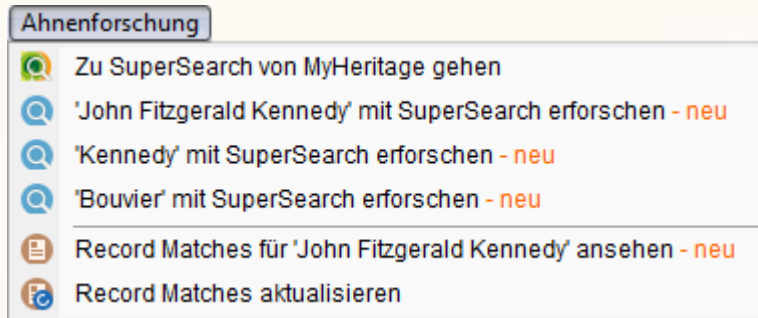 Ahnenforschung
Zu SuperSearch von MyHeritage gehen
'John Fitzgerald Kennedy' mit SuperSearch erforschen - neu
'Kennedy' mit SuperSearch erforschen - neu
'Bouvier' mit SuperSearch erforschen - neu
Record Matches für 'John Fitzgerald Kennedy' ansehen - neu
Record Matches aktualisieren